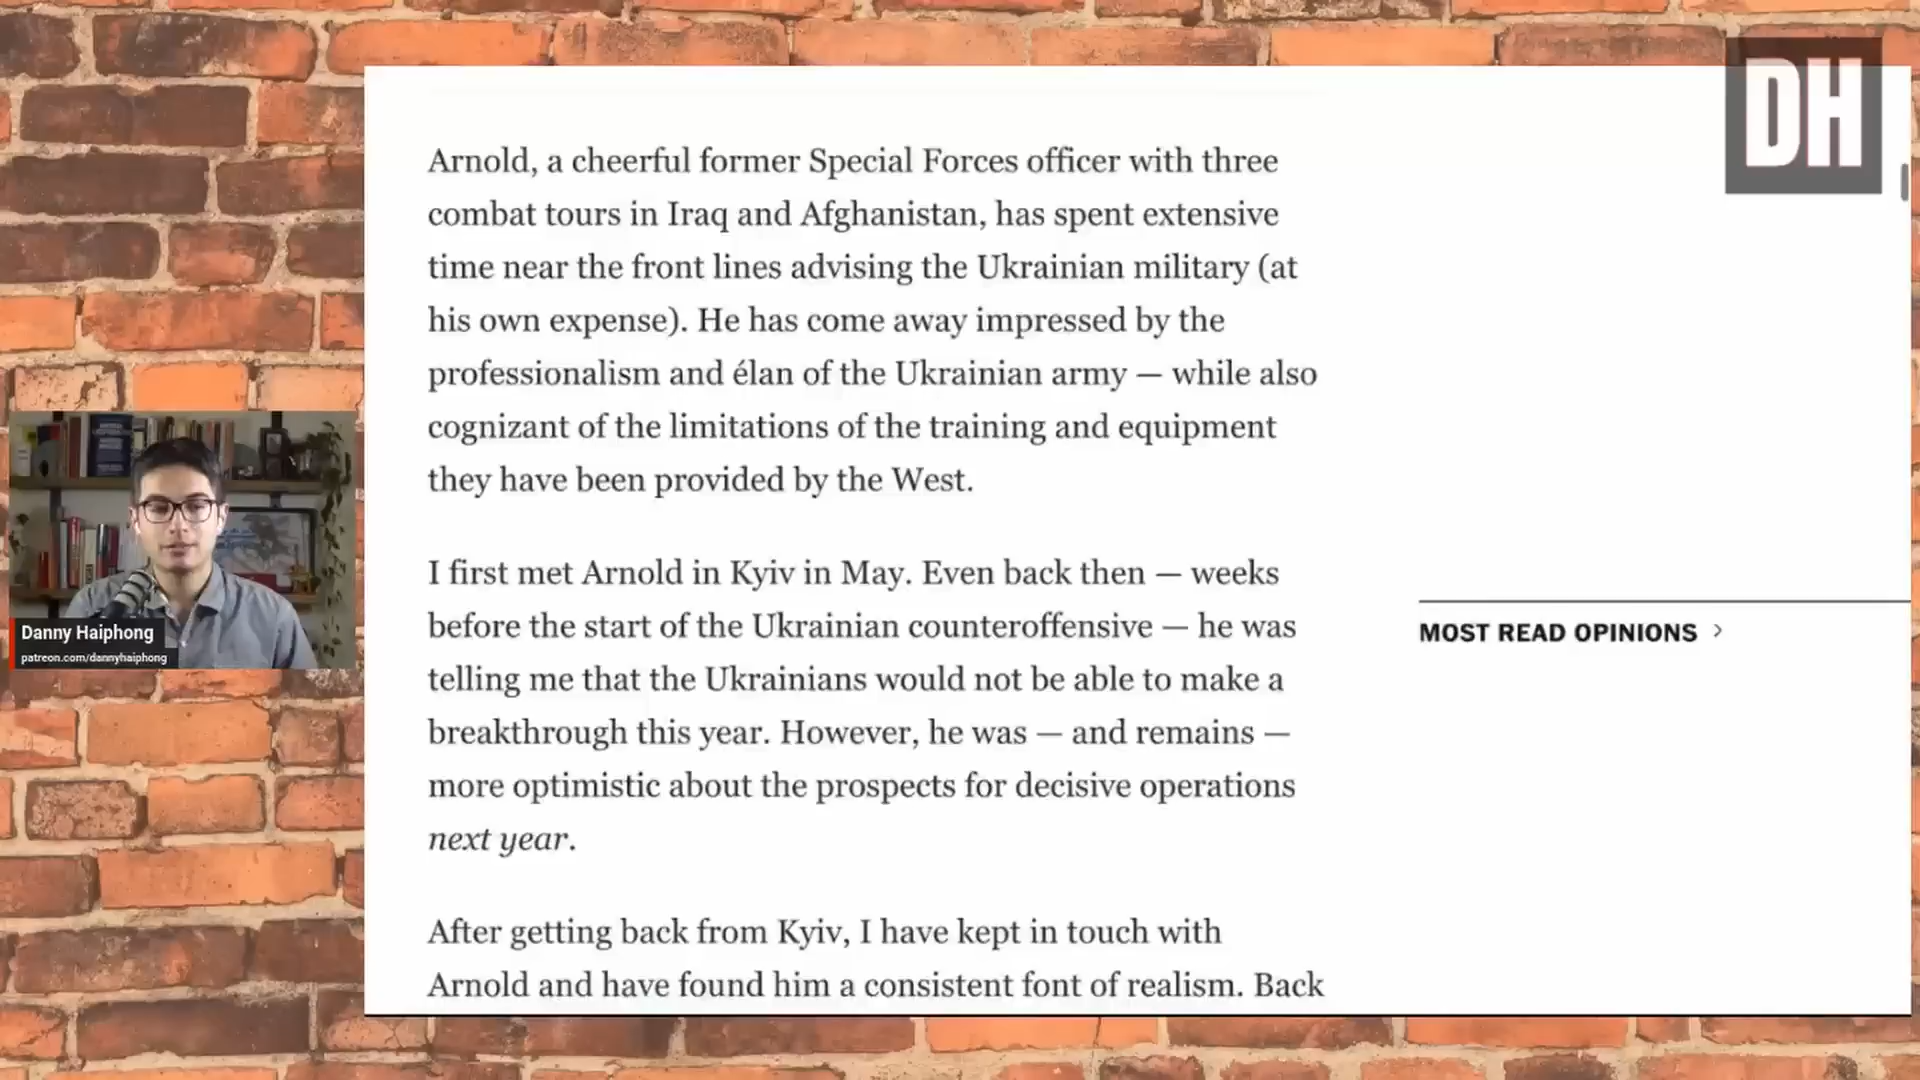 DH
Arnold, a cheerful former Special Forces officer with three
combat tours in Iraq and Afghanistan, has spent extensive
time near the front lines advising the Ukrainian military (at
his own expense). He has come away impressed by the
professionalism and élan of the Ukrainian army — while also
cognizant of the limitations of the training and equipment
they have been provided by the West.
I first met Arnold in Kyiv in May. Even back then — weeks
before the start of the Ukrainian counteroffensive — he was
telling me that the Ukrainians would not be able to make a
breakthrough this year. However, he was — and remains —
more optimistic about the prospects for decisive operations
next year.
After getting back from Kyiv, I have kept in touch with
Arnold and have found him a consistent font of realism. Back
MOST READ OPINIONS >
Danny Haiphong
patreon.com/dannyhaiphong